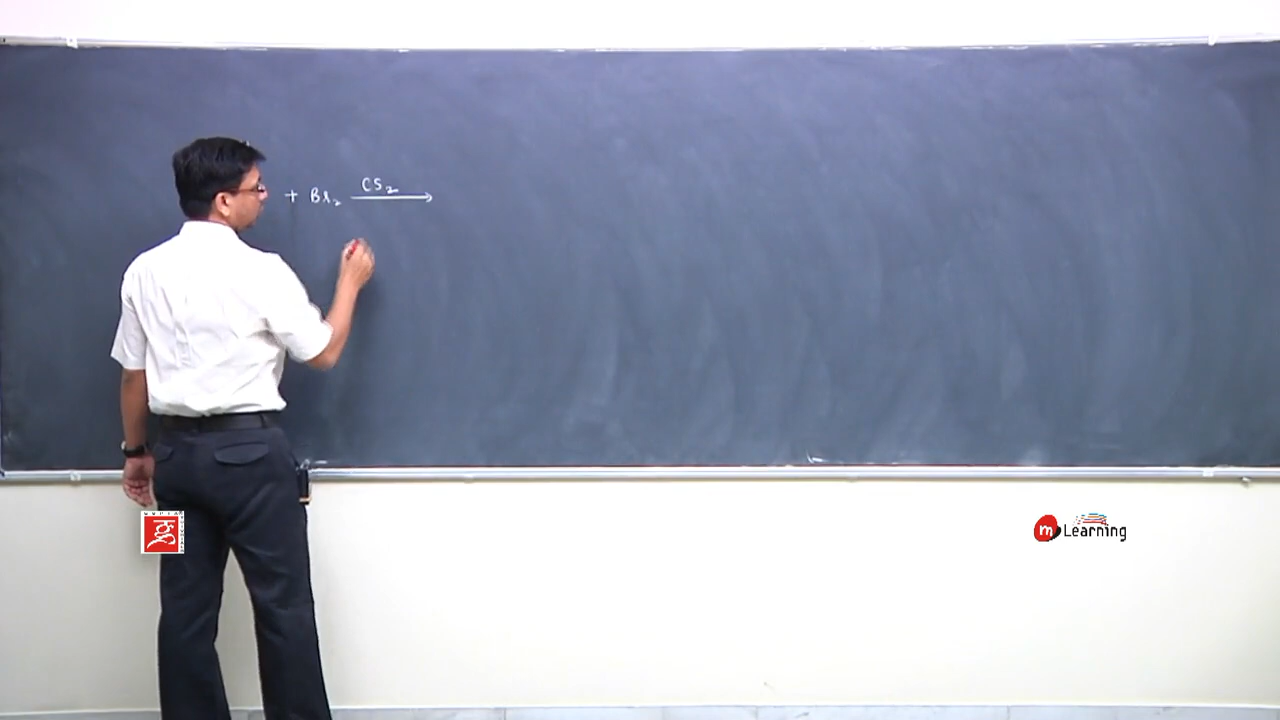 + Br₂ CS₂ →
m Learning